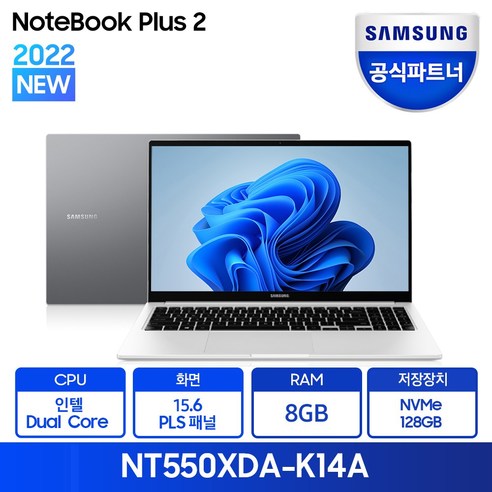 NoteBook Plus 2
2022
NEW
SAMSUNG
공식파트너
SAMSUNG
SAMSUNG
CPU
인텔
Dual Core
화면
15.6
PLS 패널
RAM
8GB
저장장치
NVMe
128GB
NT550XDA-K14A